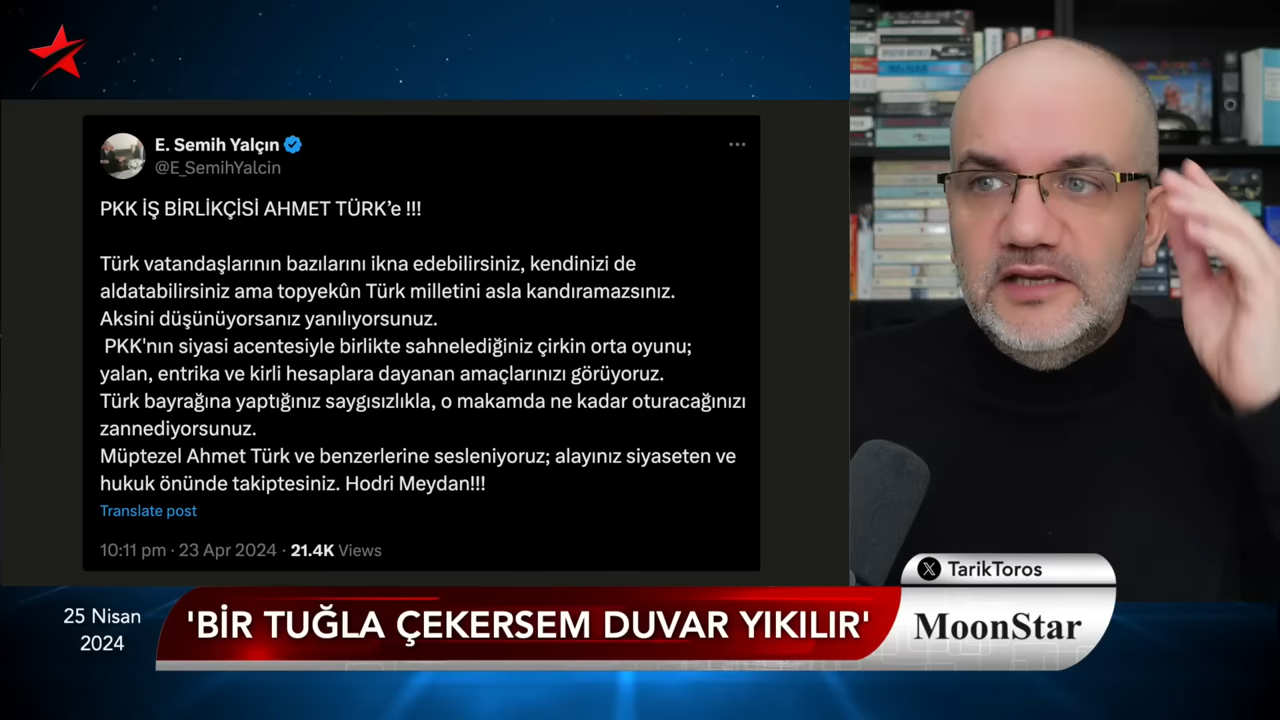 E. Semih Yalçın
@E_SemihYalcin
PKK İŞ BİRLİKÇİSİ AHMET TÜRK’e !!!
Türk vatandaşlarının bazılarını ikna edebilirsiniz, kendinizi de
aldatabilirsiniz ama topyekûn Türk milletini asla kandıramazsınız.
Aksini düşünüyorsanız yanılıyorsunuz.
PKK'nın siyasi acentesiyle birlikte sahnelediğiniz çirkin orta oyunu;
yalan, entrika ve kirli hesaplara dayanan amaçlarınızı görüyoruz.
Türk bayrağına yaptığınız saygısızlıkla, o makamda ne kadar oturacağınızı
zannediyorsunuz.
Müptezel Ahmet Türk ve benzerlerine sesleniyoruz; alayınız siyaseten ve
hukuk önünde takiptesiniz. Hodri Meydan!!!
Translate post
10:11 pm · 23 Apr 2024 · 21.4K Views
TarikToros
25 Nisan
2024
'BİR TUĞLA ÇEKERSEM DUVAR YIKILIR'
MoonStar